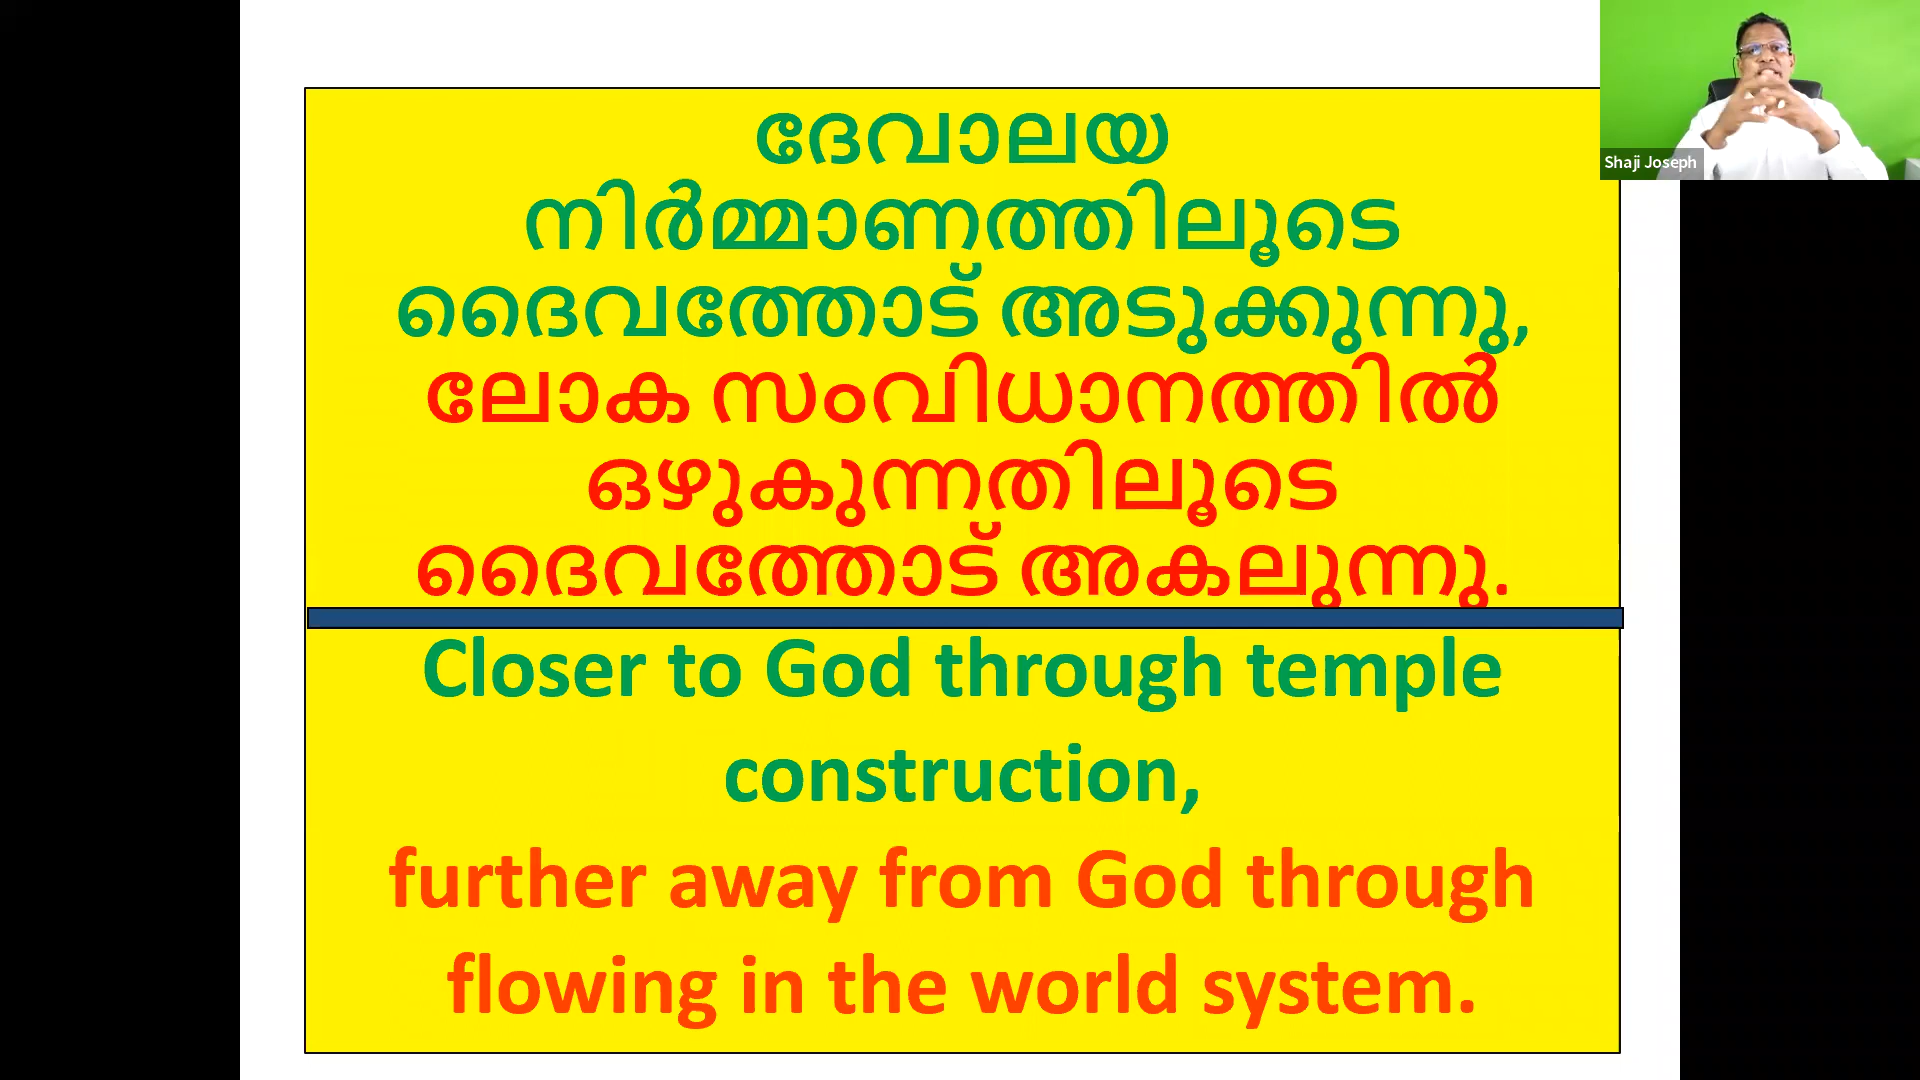 ദേവാലയ
നിർമ്മാണത്തിലൂടെ
ദൈവത്തോട് അടുക്കുന്നു,
ലോക സംവിധാനത്തിൽ
ഒഴുകുന്നതിലൂടെ
ദൈവത്തോട് അകലുന്നു.
Closer to God through temple
construction,
further away from God through
flowing in the world system.
Shaji Joseph